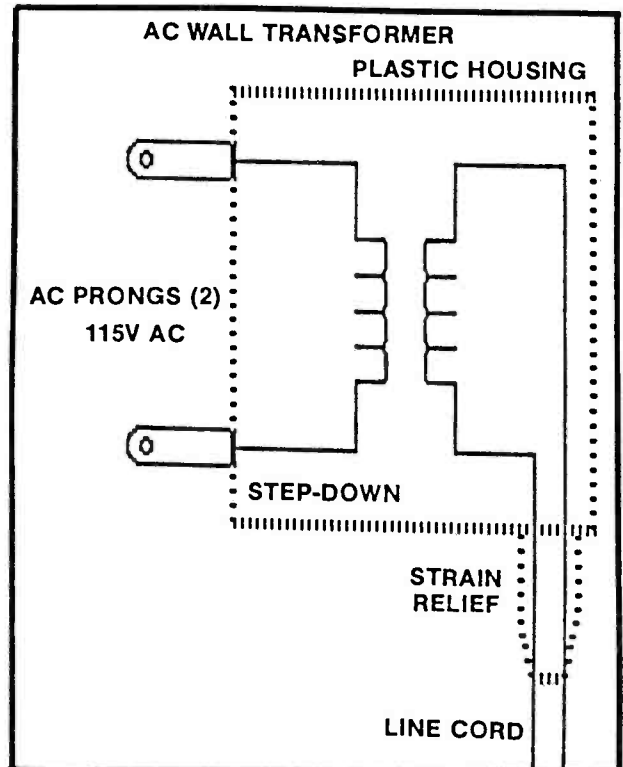 AC WALL TRANSFORMER
PLASTIC HOUSING
AC PRONGS (2)
115V AC
STEP-DOWN
STRAIN
RELIEF
LINE CORD